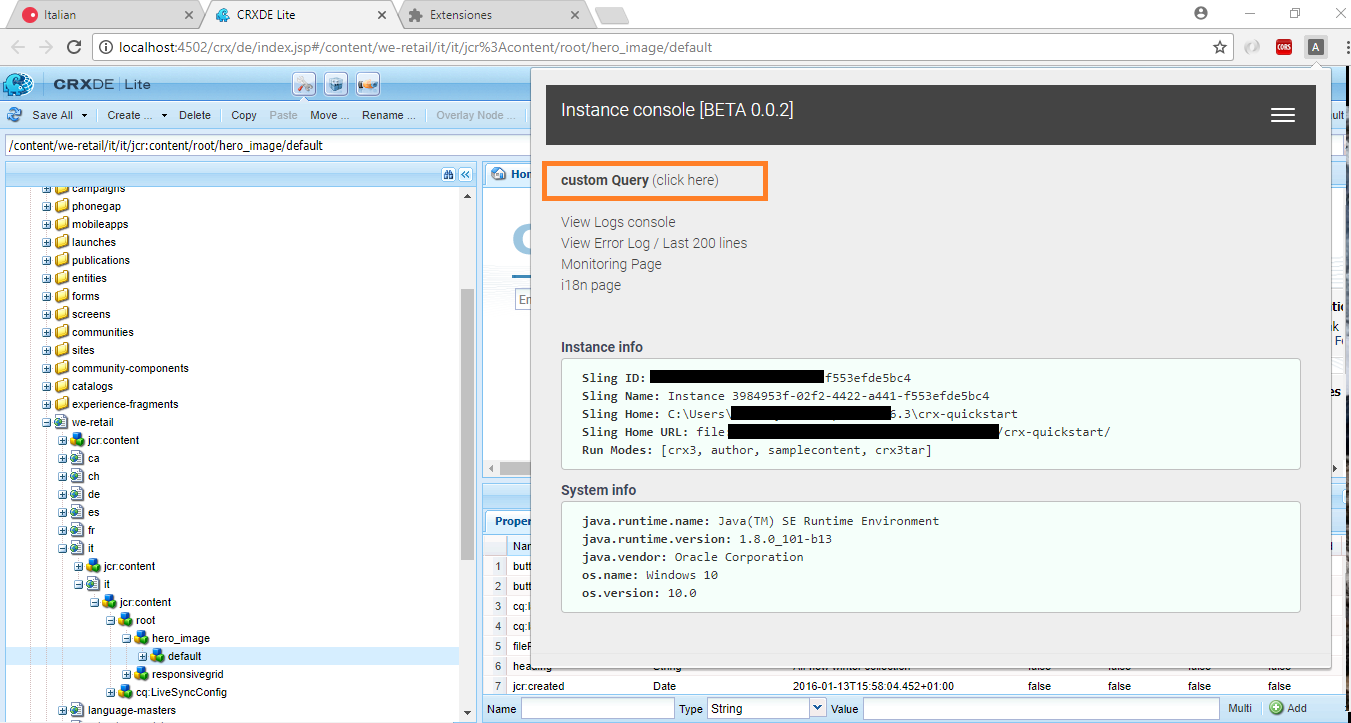 Italian
CRXDE Lite
Extensiones
localhost:4502/crx/de/index.jsp#/content/we-retail/it/it/jcr%3Acontent/root/hero_image/default
CORS
A
CRXDE | Lite
Save All
Create ...
Delete
Copy
Paste
Move ...
Rename ...
Overlay Node ...
/content/we-retail/it/it/jcr:content/root/hero_image/default
campaigns
phonegap
mobileapps
launches
publications
entities
forms
screens
communities
sites
community-components
catalogs
experience-fragments
we-retail
jcr:content
ca
ch
de
es
fr
it
jcr:content
it
jcr:content
root
hero_image
default
responsivegrid
cq:LiveSyncConfig
language-masters
Instance console [BETA 0.0.2]
custom Query (click here)
View Logs console
View Error Log / Last 200 lines
Monitoring Page
i18n page
Instance info
Sling ID: f553efde5bc4
Sling Name: Instance 3984953f-02f2-4422-a441-f553efde5bc4
Sling Home: C:\Users\ 6.3\crx-quickstart
Sling Home URL: file /crx-quickstart/
Run Modes: [crx3, author, samplecontent, crx3tar]
System info
java.runtime.name: Java(TM) SE Runtime Environment
java.runtime.version: 1.8.0_101-b13
java.vendor: Oracle Corporation
os.name: Windows 10
os.version: 10.0
1 butt
2 butt
3 cq:l
4 cq:l
5 fileR
6 heading String All new winter collection false false false false
7 jcr:created Date 2016-01-13T15:58:04.452+01:00 false false false false
Name Type String Value Multi Add